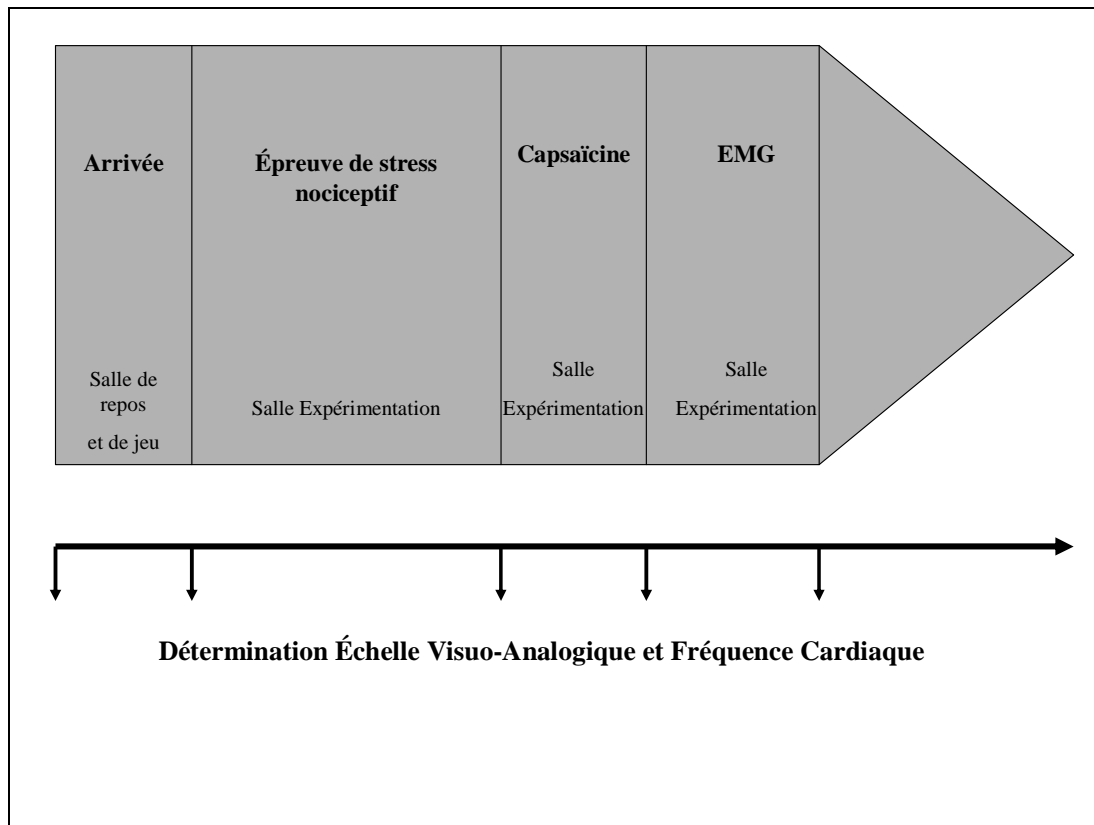 Arrivée
Épreuve de stress
nociceptif
Capsaïcine
EMG
Salle de
repos
et de jeu
Salle Expérimentation
Salle
Expérimentation
Salle
Expérimentation
Détermination Échelle Visuo-Analogique et Fréquence Cardiaque